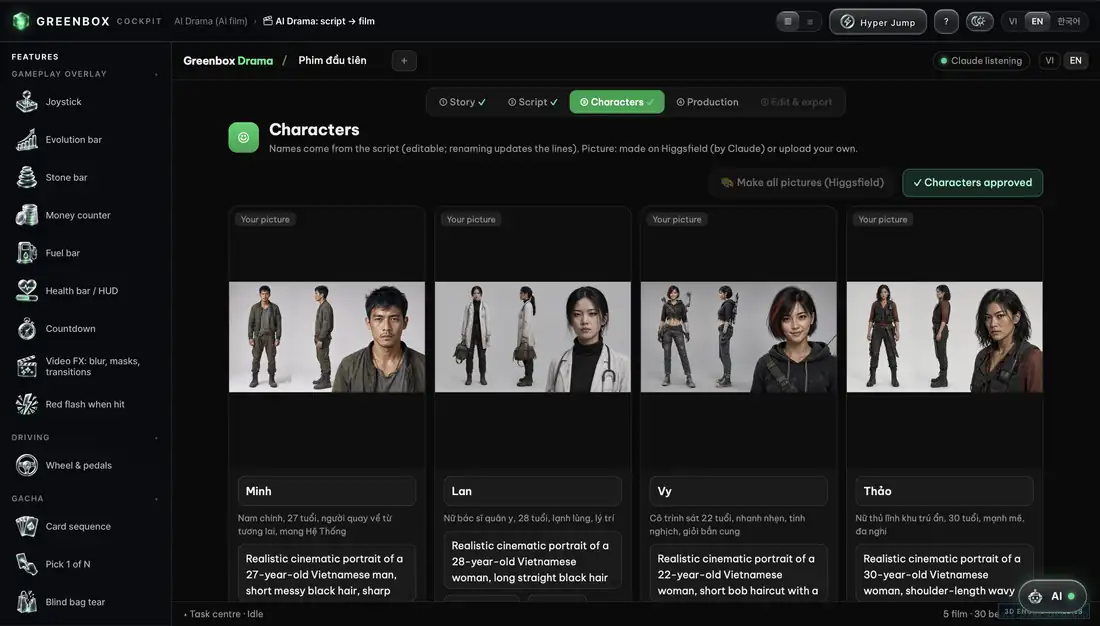 GREENBOX COCKPIT
AI Drama (AI film) › AI Drama: script → film
Hyper Jump
?
VI EN 한국어
FEATURES
GAMEPLAY OVERLAY
Joystick
Evolution bar
Stone bar
Money counter
Fuel bar
Health bar / HUD
Countdown
Video FX: blur, masks,
transitions
Red flash when hit
DRIVING
Wheel & pedals
GACHA
Card sequence
Pick 1 of N
Blind bag tear
Greenbox Drama / Phim đầu tiên +
Claude listening
VI EN
① Story ✓
② Script ✓
③ Characters ✓
④ Production
⑤ Edit & export
Characters
Names come from the script (editable; renaming updates the lines). Picture: made on Higgsfield (by Claude) or upload your own.
Make all pictures (Higgsfield)
✓ Characters approved
Your picture
Minh
Nam chính, 27 tuổi, người quay về từ
tương lai, mang Hệ Thống
Realistic cinematic portrait of a
27-year-old Vietnamese man,
short messy black hair, sharp
Your picture
Lan
Nữ bác sĩ quân y, 28 tuổi, lạnh lùng, lý trí
Realistic cinematic portrait of a
28-year-old Vietnamese
woman, long straight black hair
Your picture
Vy
Cô trinh sát 22 tuổi, nhanh nhẹn, tinh
nghịch, giỏi bắn cung
Realistic cinematic portrait of a
22-year-old Vietnamese
woman, short bob haircut with a
Your picture
Thảo
Nữ thủ lĩnh khu trú ẩn, 30 tuổi, mạnh mẽ,
đa nghi
Realistic cinematic portrait of a
30-year-old Vietnamese
woman, shoulder-length wavy
AI
Task centre · Idle
5 film · 30
3D